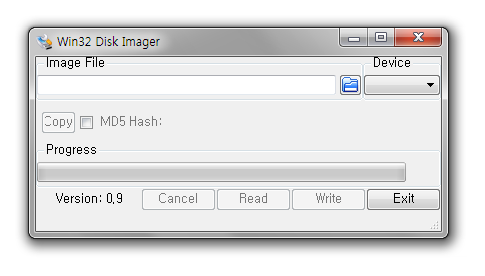 Win32 Disk Imager
Image File Device
Copy MD5 Hash:
Progress
Version: 0.9 Cancel Read Write Exit